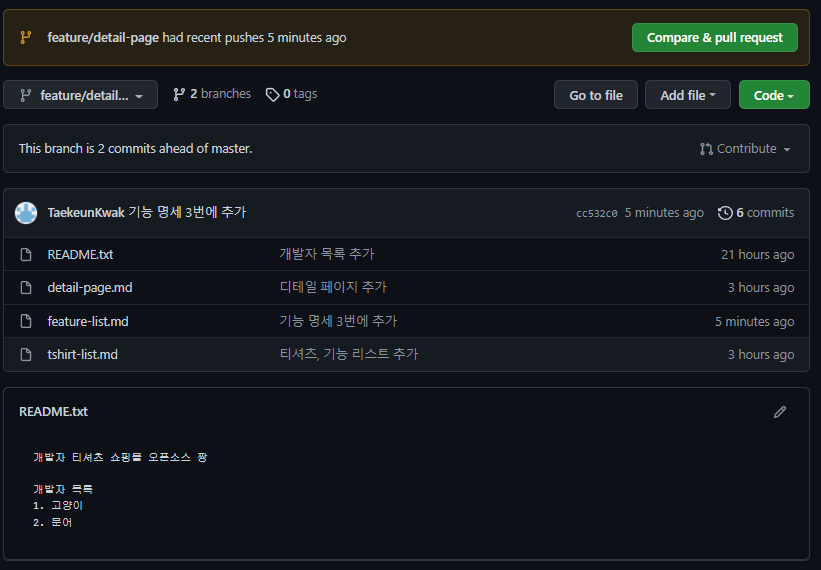 feature/detail-page had recent pushes 5 minutes ago
Compare & pull request
feature/detail...
2 branches
0 tags
Go to file
Add file
Code
This branch is 2 commits ahead of master.
Contribute
TaekeunKwak 기능 명세 3번에 추가 cc532c0 5 minutes ago 6 commits
README.txt 개발자 목록 추가 21 hours ago
detail-page.md 디테일 페이지 추가 3 hours ago
feature-list.md 기능 명세 3번에 추가 5 minutes ago
tshirt-list.md 티셔츠, 기능 리스트 추가 3 hours ago
README.txt
개발자 티셔츠 쇼핑몰 오픈소스 짱
개발자 목록
1. 고양이
2. 문어